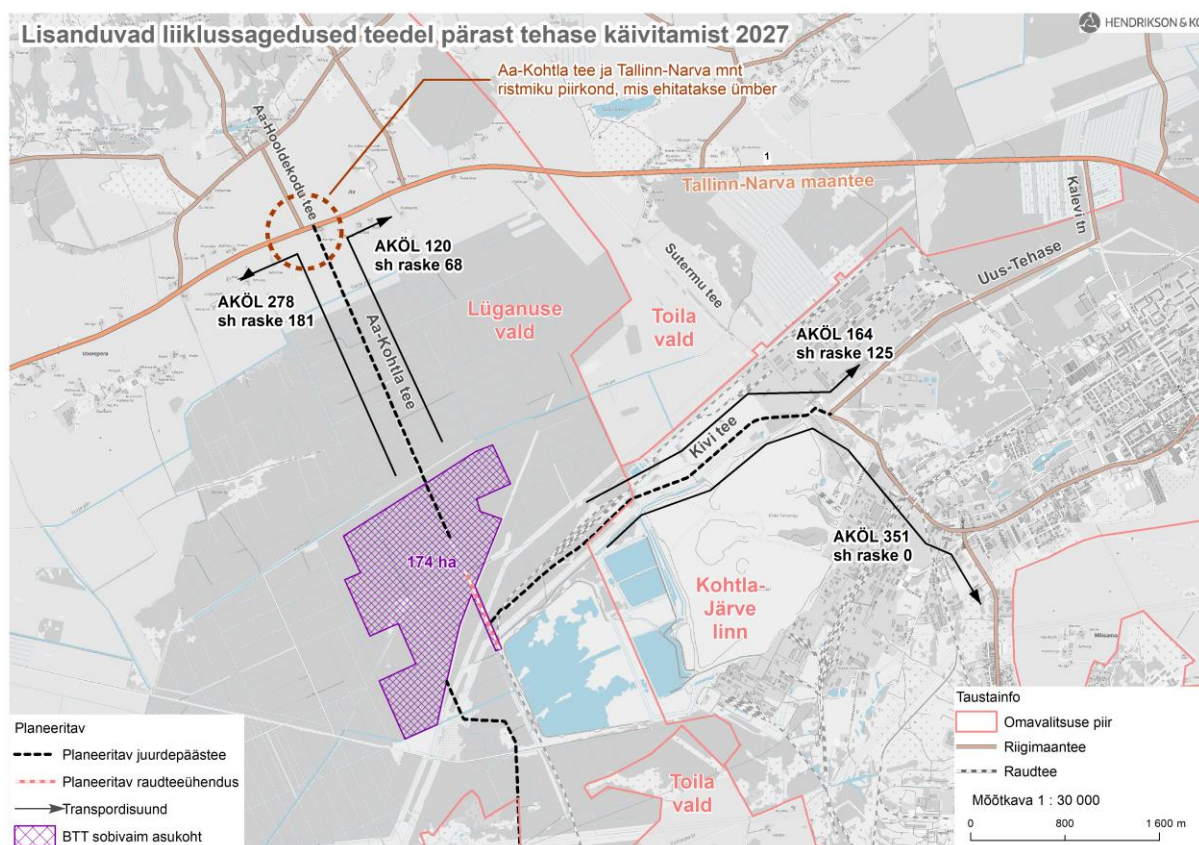 Lisanduvad liiklussagedused teedel pärast tehase käivitamist 2027
HENDRIKSON & KO
Aa-Kohtla tee ja Tallinn-Narva mnt
ristmiku piirkond, mis ehitatakse ümber
Aa-Hooldekodu tee
1
Tallinn-Narva maantee
Kalevi tn
AKÖL 120
sh raske 68
AKÖL 278
sh raske 181
Aa-Kohtla tee
Lüganuse
vald
Sutermu tee
Toila
vald
Uus-Tehase
AKÖL 164
sh raske 125
Kivi tee
174 ha
AKÖL 351
sh raske 0
Kohtla-
Järve
linn
Toila
vald
Planeeritav
Planeeritav juurdepäästee
Planeeritav raudteeühendus
Transpordisuund
BTT sobivaim asukoht
Taustainfo
Omavalitsuse piir
Riigimaantee
Raudtee
Mõõtkava 1 : 30 000
0 800 1 600 m